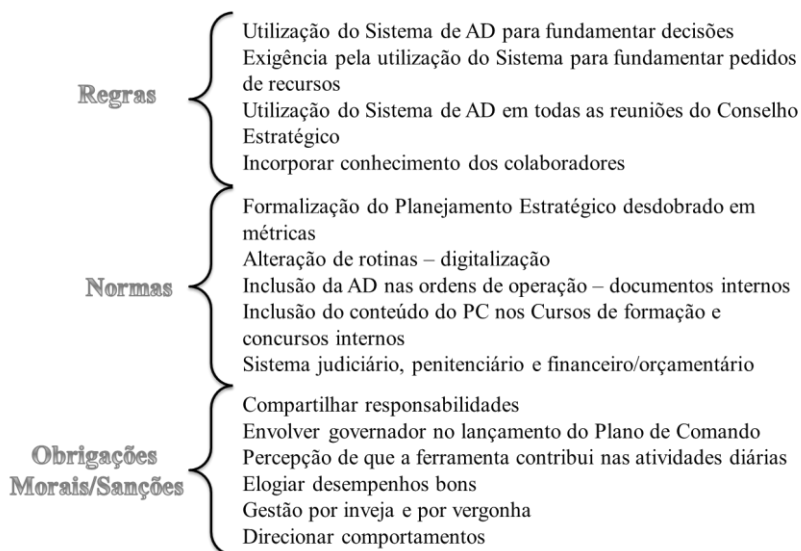 Regras
Utilização do Sistema de AD para fundamentar decisões
Exigência pela utilização do Sistema para fundamentar pedidos
de recursos
Utilização do Sistema de AD em todas as reuniões do Conselho
Estratégico
Incorporar conhecimento dos colaboradores
Normas
Formalização do Planejamento Estratégico desdobrado em
métricas
Alteração de rotinas – digitalização
Inclusão da AD nas ordens de operação – documentos internos
Inclusão do conteúdo do PC nos Cursos de formação e
concursos internos
Sistema judiciário, penitenciário e financeiro/orçamentário
Obrigações
Morais/Sanções
Compartilhar responsabilidades
Envolver governador no lançamento do Plano de Comando
Percepção de que a ferramenta contribui nas atividades diárias
Elogiar desempenhos bons
Gestão por inveja e por vergonha
Direcionar comportamentos